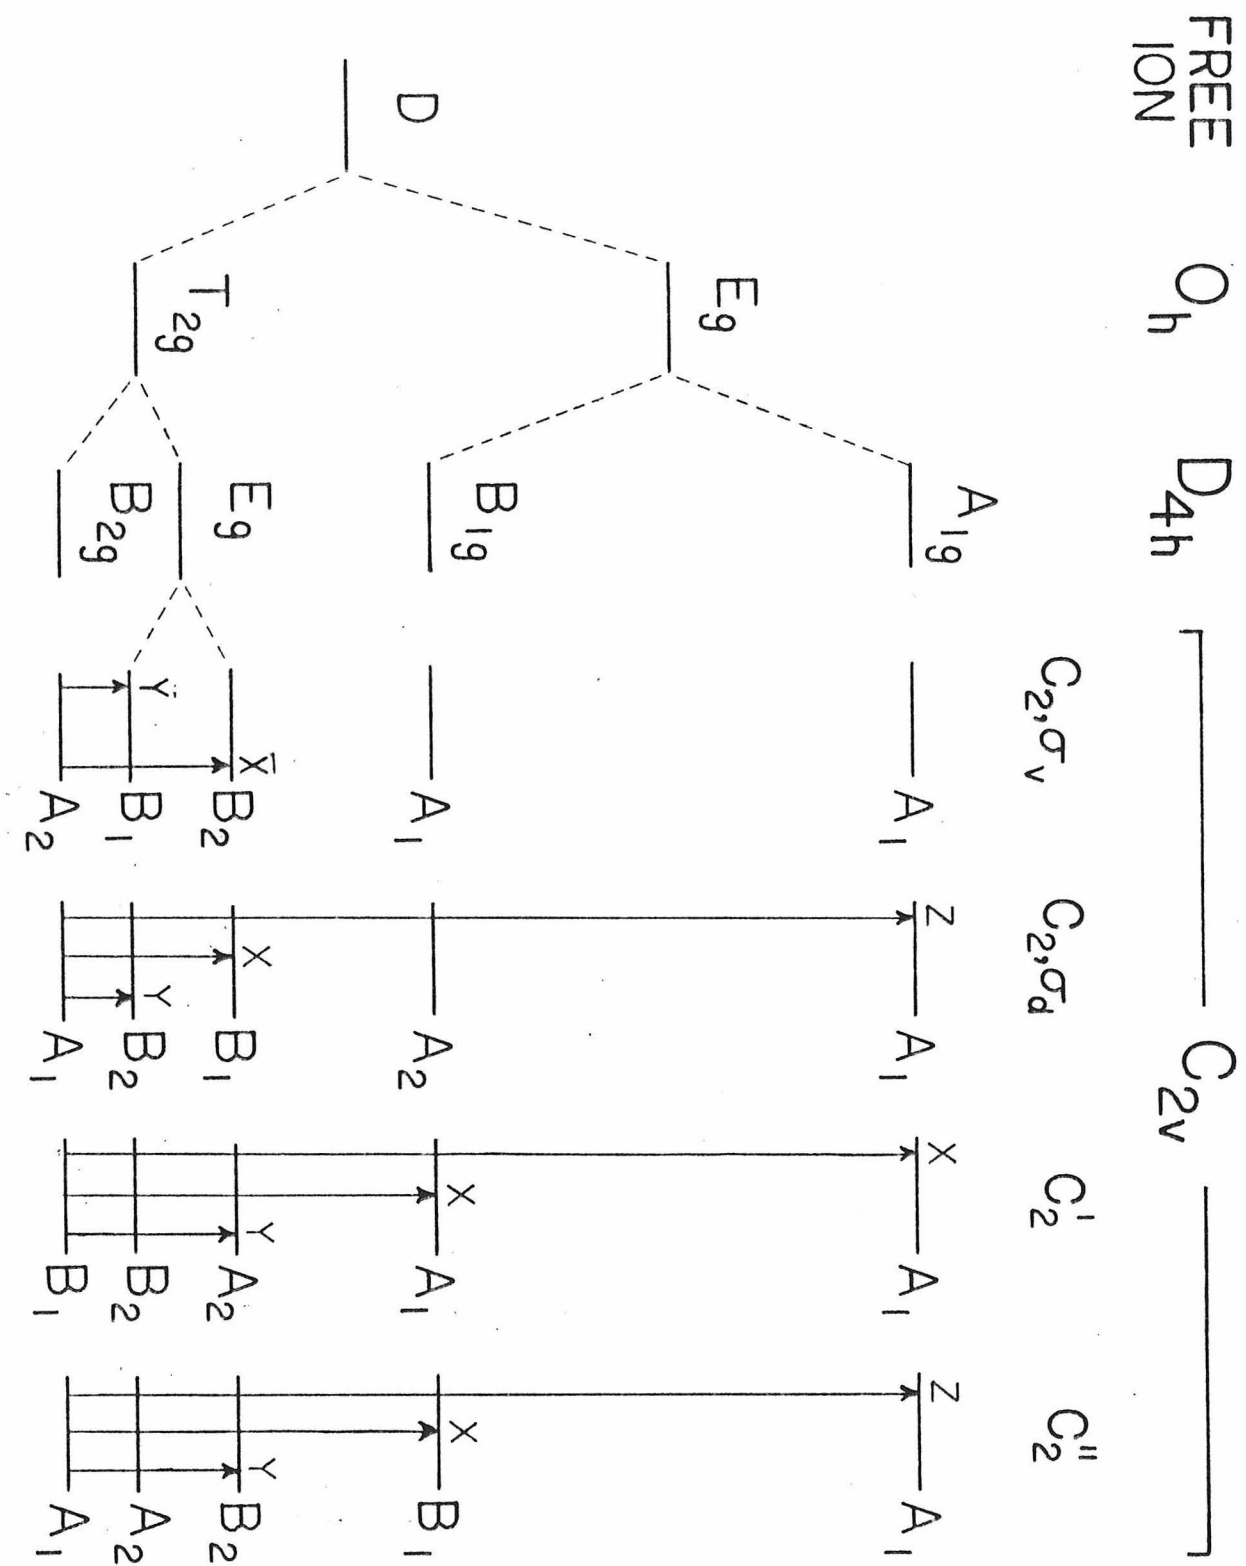 FREE
ION
O_h
D_4h
C_2v
C_2,σ_v
C_2,σ_d
C_2'
C_2''
A_1g
Z
X
Z
A_1
A_1
A_1
A_1
E_g
B_1g
X
X
A_1
A_2
A_1
B_1
D
E_g
X
X
Y
Y
B_2
B_1
A_2
B_2
T_2g
Y
Y
B_2g
B_1
B_2
B_2
A_2
A_2
A_1
B_1
A_1